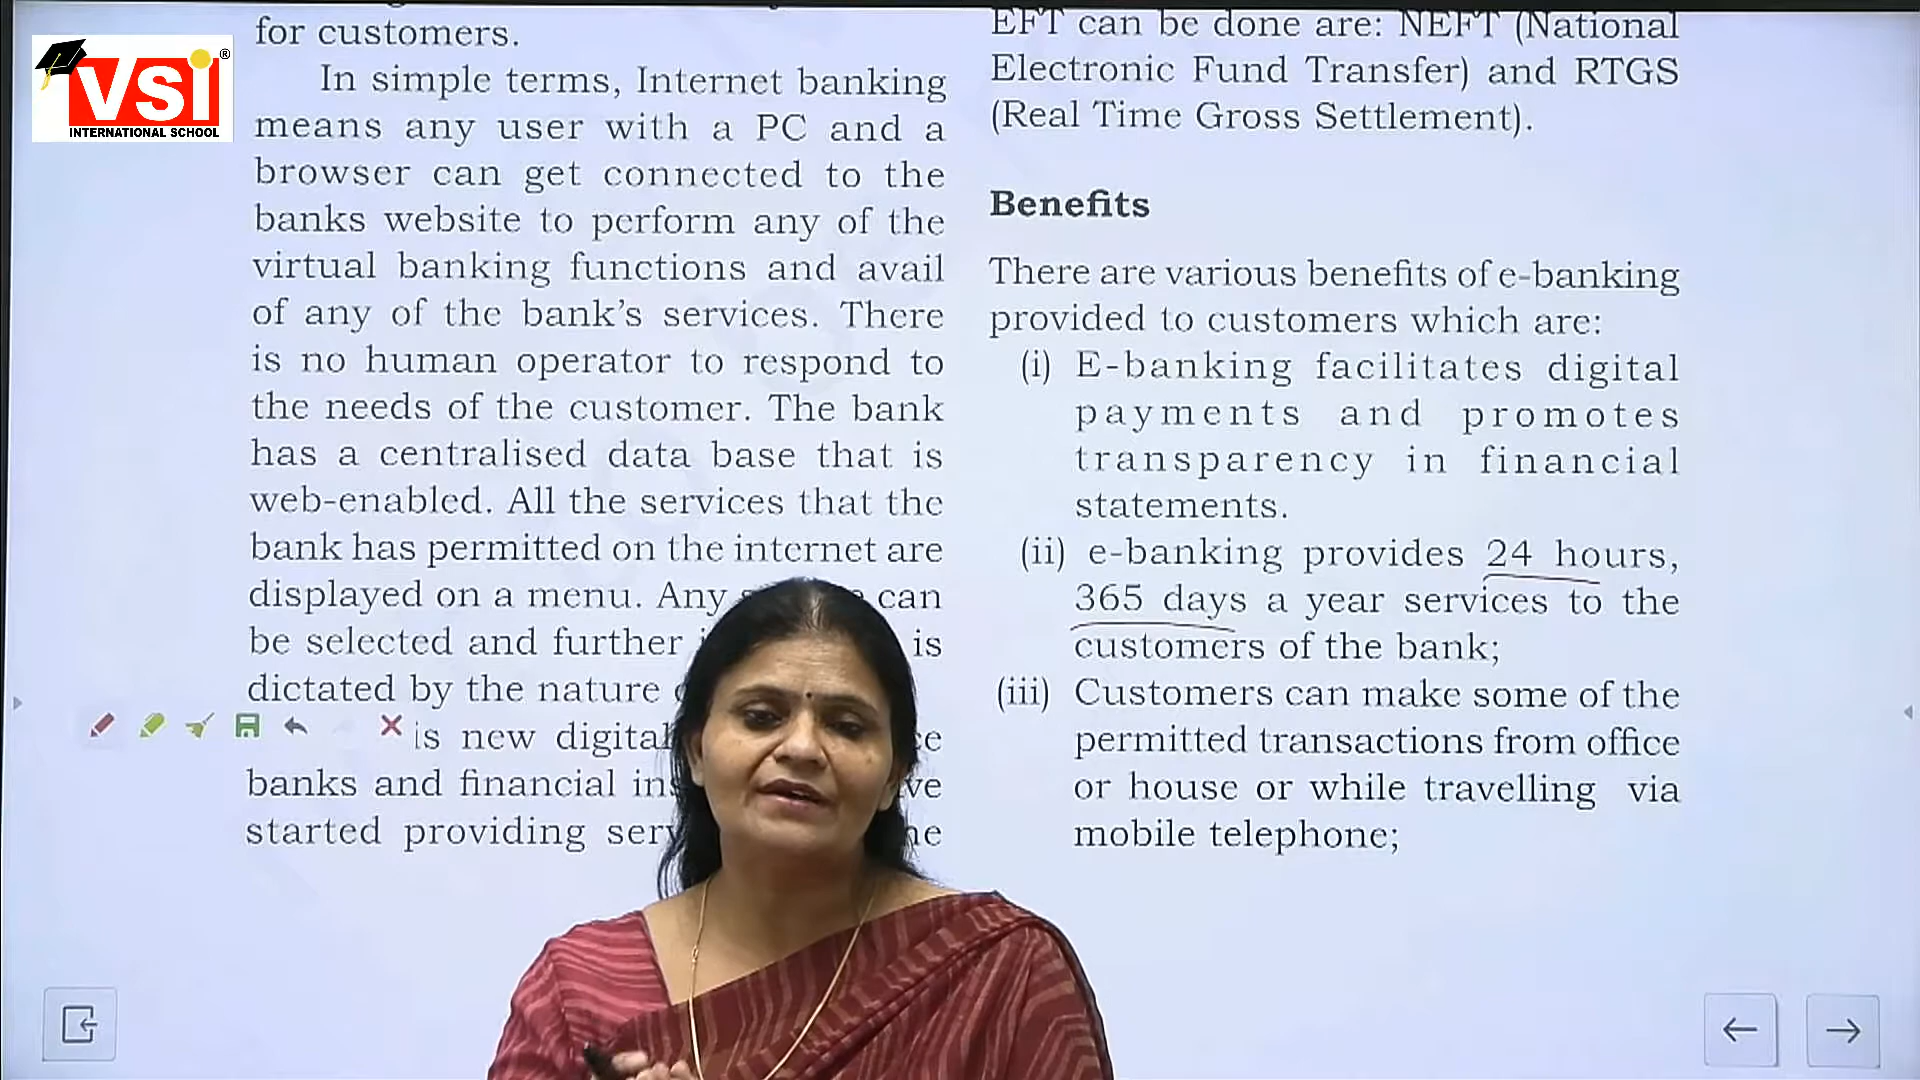 VSI ®
INTERNATIONAL SCHOOL
for customers.
In simple terms, Internet banking
means any user with a PC and a
browser can get connected to the
banks website to perform any of the
virtual banking functions and avail
of any of the bank’s services. There
is no human operator to respond to
the needs of the customer. The bank
has a centralised data base that is
web-enabled. All the services that the
bank has permitted on the internet are
displayed on a menu. Any can
be selected and further is
dictated by the nature
is new digital
banks and financial
started providing
EFT can be done are: NEFT (National
Electronic Fund Transfer) and RTGS
(Real Time Gross Settlement).
Benefits
There are various benefits of e-banking
provided to customers which are:
(i) E-banking facilitates digital
payments and promotes
transparency in financial
statements.
(ii) e-banking provides 24 hours,
365 days a year services to the
customers of the bank;
(iii) Customers can make some of the
permitted transactions from office
or house or while travelling via
mobile telephone;